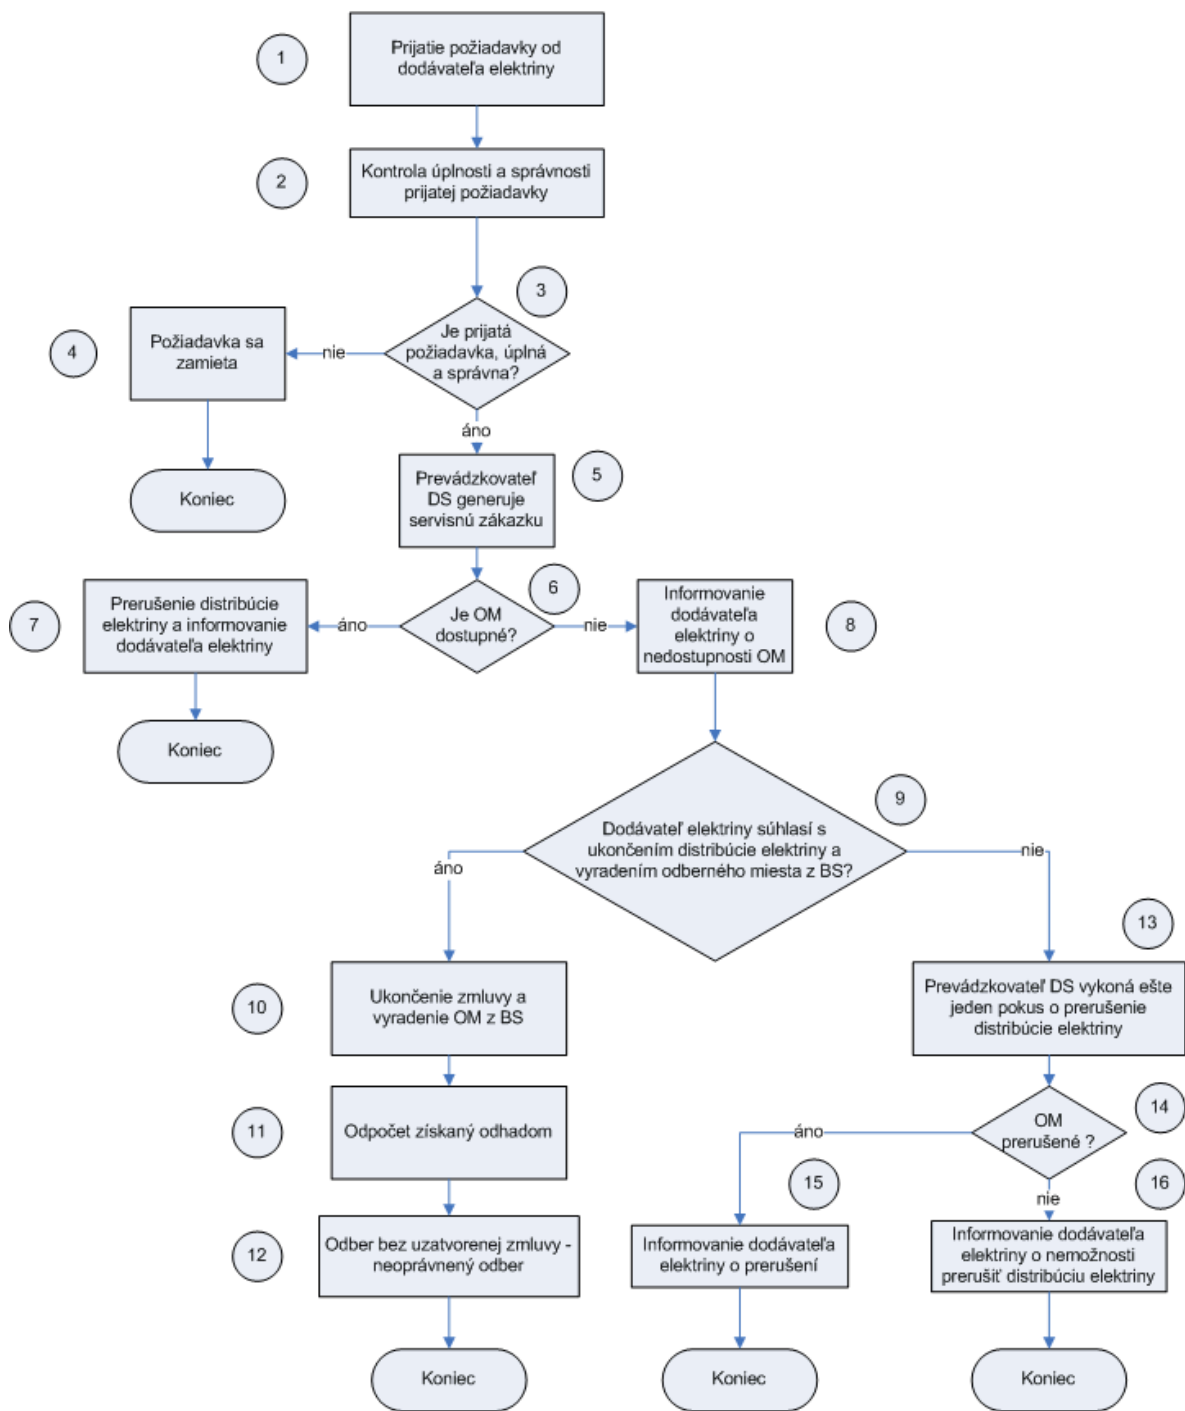 1
Prijatie požiadavky od
dodávateľa elektriny
2
Kontrola úplnosti a správnosti
prijatej požiadavky
3
Je prijatá
požiadavka, úplná
a správna?
nie
4
Požiadavka sa
zamieta
Koniec
áno
5
Prevádzkovateľ
DS generuje
servisnú zákazku
6
Je OM
dostupné?
áno
7
Prerušenie distribúcie
elektriny a informovanie
dodávateľa elektriny
Koniec
nie
8
Informovanie
dodávateľa
elektriny o
nedostupnosti OM
9
Dodávateľ elektriny súhlasí s
ukončením distribúcie elektriny a
vyradením odberného miesta z BS?
áno
nie
10
Ukončenie zmluvy a
vyradenie OM z BS
11
Odpočet získaný odhadom
12
Odber bez uzatvorenej zmluvy -
neoprávnený odber
Koniec
13
Prevádzkovateľ DS vykoná ešte
jeden pokus o prerušenie
distribúcie elektriny
14
OM
prerušené ?
áno
15
Informovanie dodávateľa
elektriny o prerušení
Koniec
nie
16
Informovanie dodávateľa
elektriny o nemožnosti
prerušiť distribúciu elektriny
Koniec